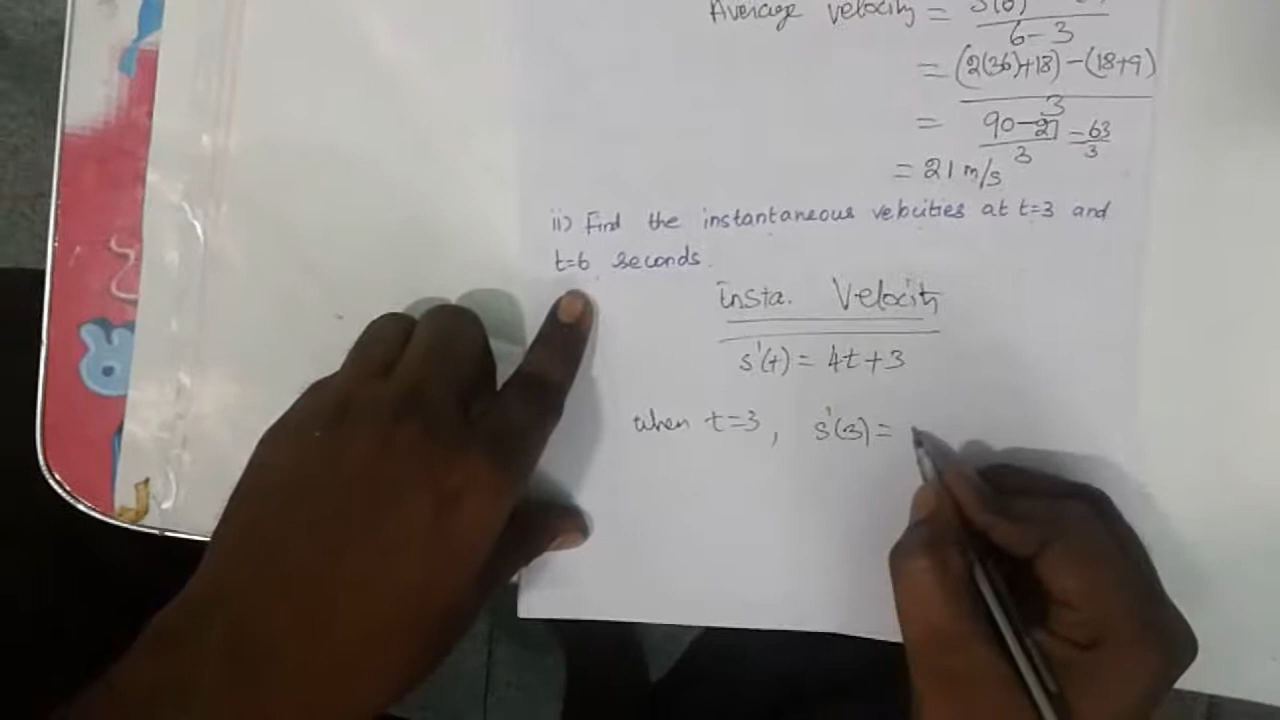 Average velocity = S(6)
6-3
= (2(36)+18) - (18+9)
3
= 90-27 = 63
3 3
= 21 m/s
ii) Find the instantaneous velocities at t=3 and
t=6 seconds.
Insta. Velocity
s'(t) = 4t+3
when t=3, s'(3) =